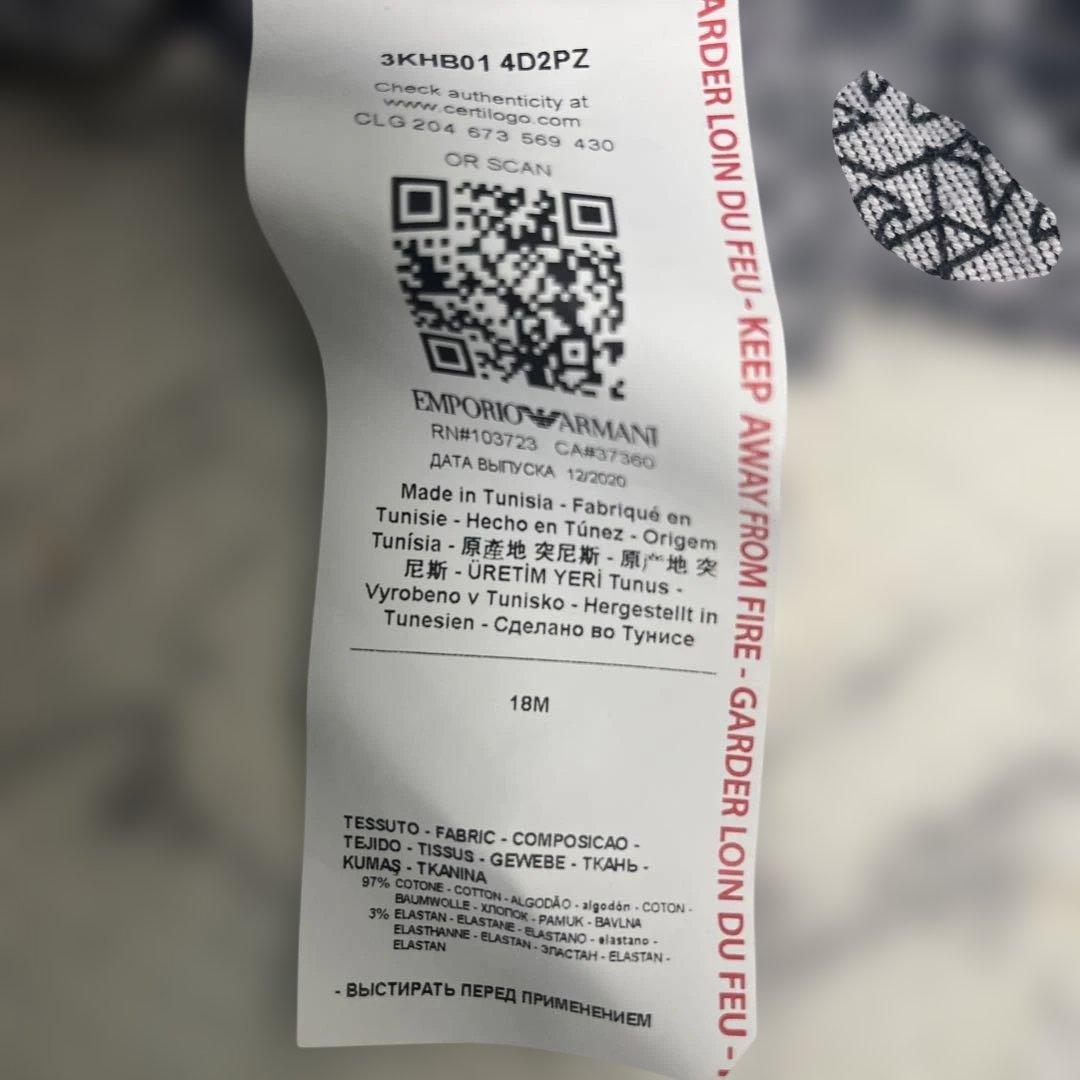 3KHB01 4D2PZ
Check authenticity at
www.certilogo.com
CLG 204 673 569 430
OR SCAN
EMPORIO ARMANI
RN#103723 CA#37360
ДАТА ВЫПУСКА 12/2020
Made in Tunisia - Fabriqué en
Tunisie - Hecho en Túnez - Origem
Tunísia - 原產地 突尼斯 - 原产地 突
尼斯 - ÜRETİM YERİ Tunus -
Vyrobeno v Tunisko - Hergestellt in
Tunesien - Сделано во Тунисе
18M
TESSUTO - FABRIC - COMPOSICAO -
TEJIDO - TISSUS - GEWEBE - ТКАНЬ -
KUMAŞ - TKANINA
97% COTONE - COTTON - ALGODÃO - algodón - COTON -
BAUMWOLLE - ХЛОПОК - PAMUK - BAVLNA
3% ELASTAN - ELASTANE - ELASTANO - elastano -
ELASTHANNE - ELASTAN - ЭЛАСТАН - ELASTAN -
ELASTAN
- ВЫСТИРАТЬ ПЕРЕД ПРИМЕНЕНИЕМ
ARDER LOIN DU FEU - KEEP AWAY FROM FIRE - GARDER LOIN DU FEU -